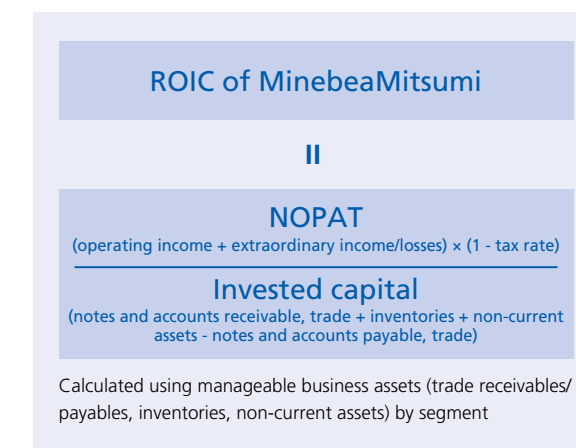 ROIC of MinebeaMitsumi
=
NOPAT
(operating income + extraordinary income/losses) × (1 - tax rate)
Invested capital
(notes and accounts receivable, trade + inventories + non-current
assets - notes and accounts payable, trade)
Calculated using manageable business assets (trade receivables/
payables, inventories, non-current assets) by segment